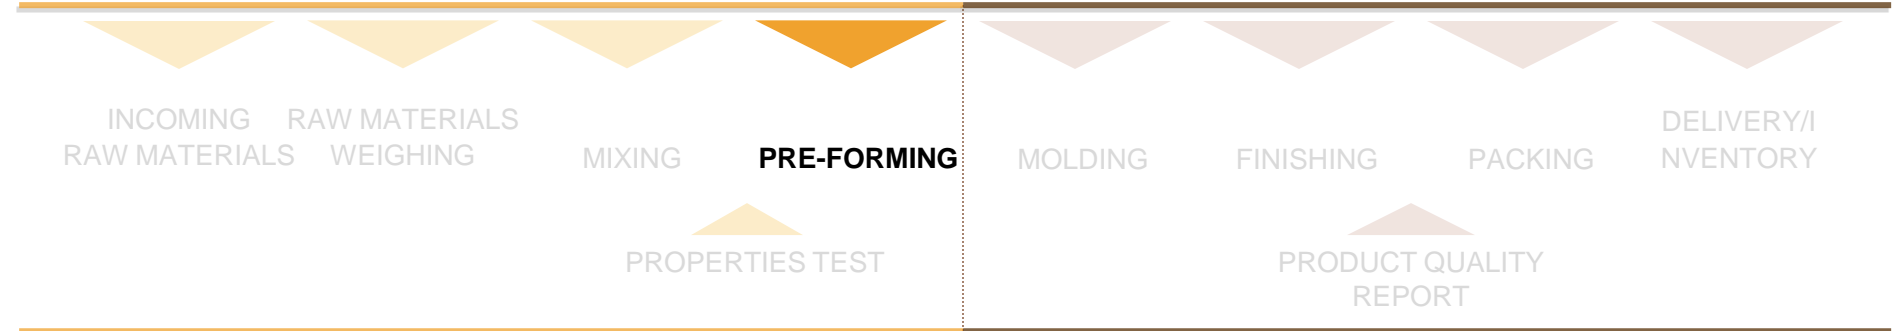 INCOMING
RAW MATERIALS
RAW MATERIALS
WEIGHING
MIXING
PRE-FORMING
MOLDING
FINISHING
PACKING
DELIVERY/I
NVENTORY
PROPERTIES TEST
PRODUCT QUALITY
REPORT